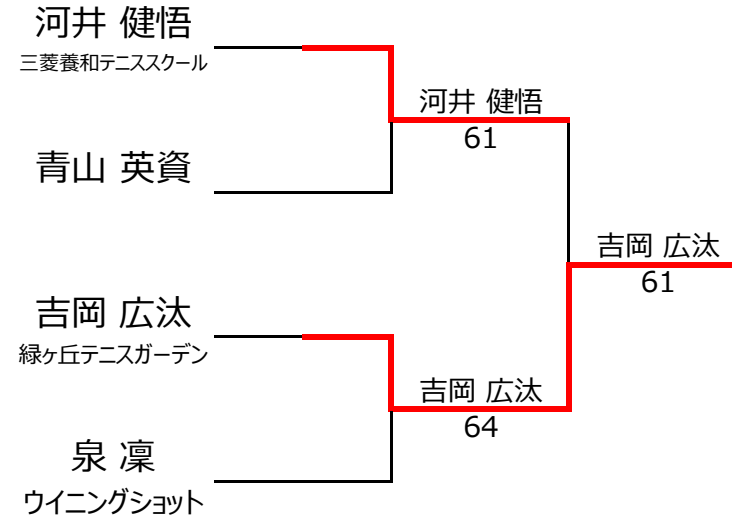 河井 健悟
三菱養和テニススクール
河井 健悟
61
青山 英資
吉岡 広汰
61
吉岡 広汰
緑ヶ丘テニスガーデン
吉岡 広汰
64
泉 凜
ウイニングショット